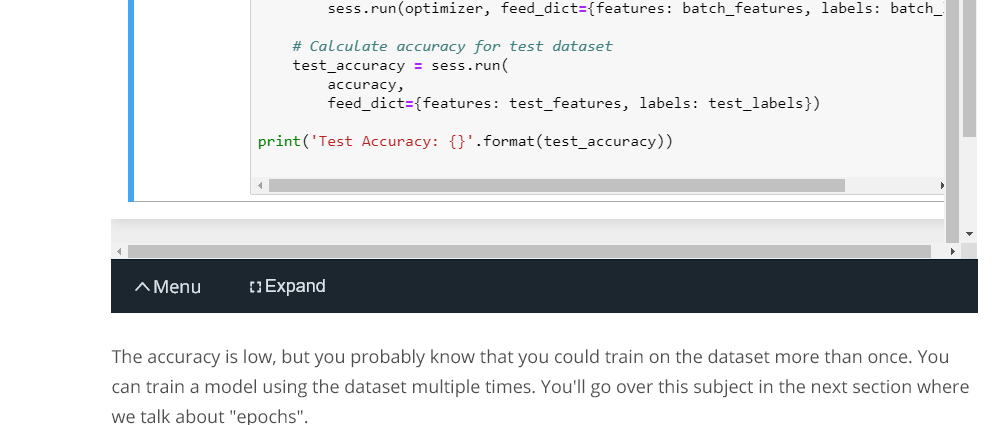 sess.run(optimizer, feed_dict={features: batch_features, labels: batch_
# Calculate accuracy for test dataset
test_accuracy = sess.run(
accuracy,
feed_dict={features: test_features, labels: test_labels})
print('Test Accuracy: {}'.format(test_accuracy))
Menu Expand
The accuracy is low, but you probably know that you could train on the dataset more than once. You
can train a model using the dataset multiple times. You'll go over this subject in the next section where
we talk about "epochs".